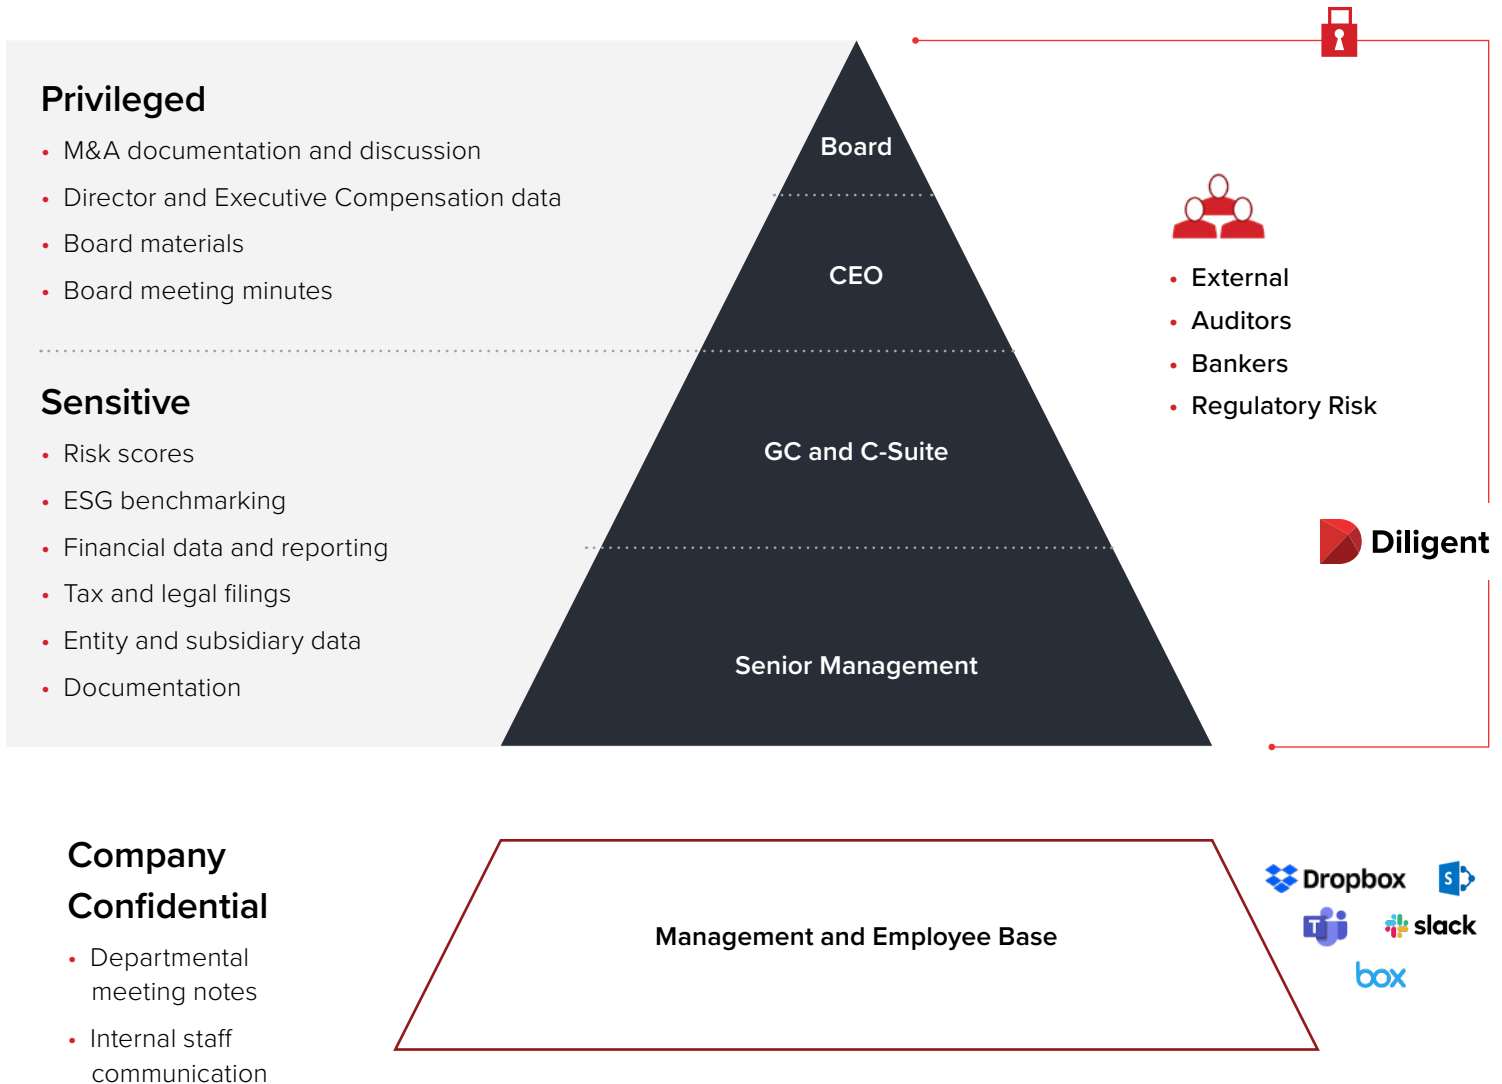 Privileged
• M&A documentation and discussion
• Director and Executive Compensation data
• Board materials
• Board meeting minutes
Sensitive
• Risk scores
• ESG benchmarking
• Financial data and reporting
• Tax and legal filings
• Entity and subsidiary data
• Documentation
Board
CEO
GC and C-Suite
Senior Management
• External
• Auditors
• Bankers
• Regulatory Risk
Diligent
Company
Confidential
• Departmental
meeting notes
• Internal staff
communication
Management and Employee Base
Dropbox
S
T
slack
box